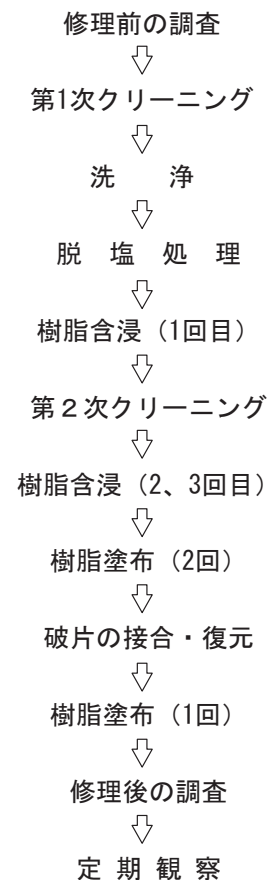 修理前の調査
第1次クリーニング
洗　　浄
脱　塩　処　理
樹脂含浸（1回目）
第２次クリーニング
樹脂含浸（2、3回目）
樹脂塗布（2回）
破片の接合・復元
樹脂塗布（1回）
修理後の調査
定 期 観 察